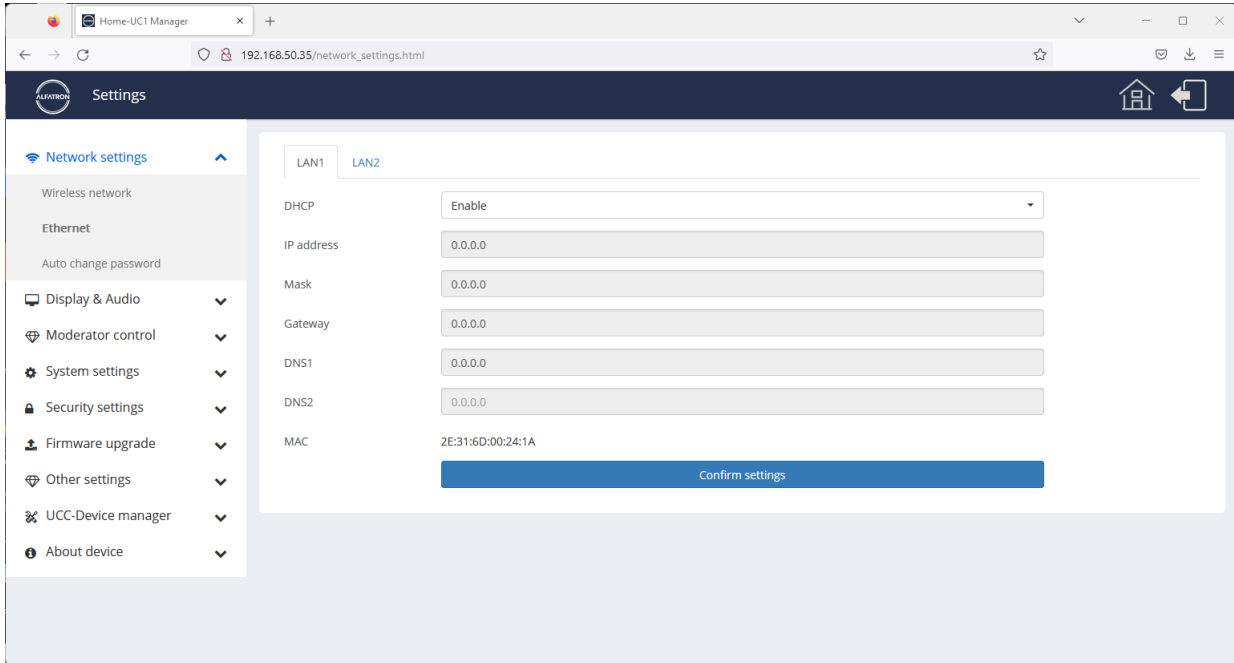 Home-UC1 Manager
192.168.50.35/network_settings.html
ALFATRON
Settings
Network settings
Wireless network
Ethernet
Auto change password
Display & Audio
Moderator control
System settings
Security settings
Firmware upgrade
Other settings
UCC-Device manager
About device
LAN1 LAN2
DHCP Enable
IP address 0.0.0.0
Mask 0.0.0.0
Gateway 0.0.0.0
DNS1 0.0.0.0
DNS2 0.0.0.0
MAC 2E:31:6D:00:24:1A
Confirm settings